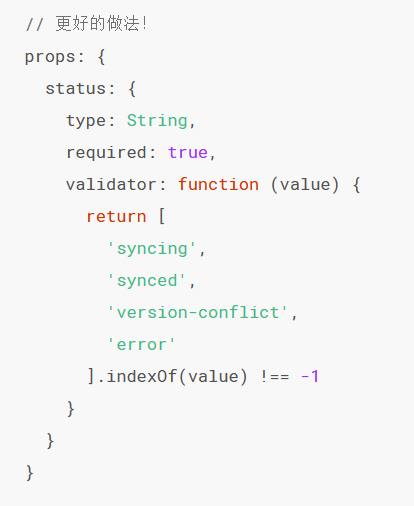 // 更好的做法!
props: {
  status: {
    type: String,
    required: true,
    validator: function (value) {
      return [
        'syncing',
        'synced',
        'version-conflict',
        'error'
      ].indexOf(value) !== -1
    }
  }
}